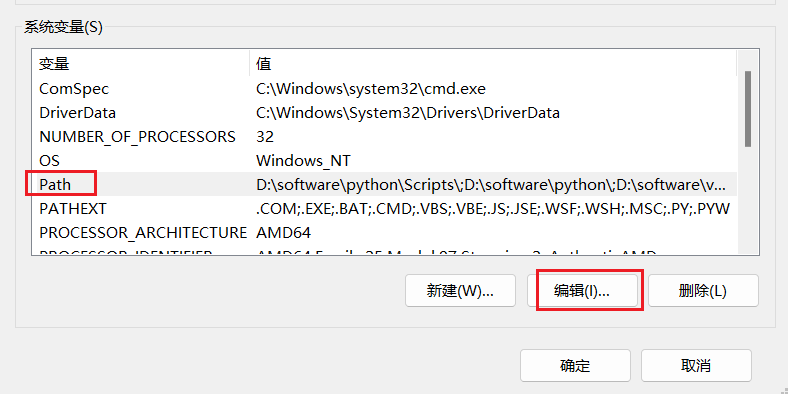 系统变量(S)
变量 值
ComSpec C:\Windows\system32\cmd.exe
DriverData C:\Windows\System32\Drivers\DriverData
NUMBER_OF_PROCESSORS 32
OS Windows_NT
Path D:\software\python\Scripts\;D:\software\python\;D:\software\v...
PATHEXT .COM;.EXE;.BAT;.CMD;.VBS;.VBE;.JS;.JSE;.WSF;.WSH;.MSC;.PY;.PYW
PROCESSOR_ARCHITECTURE AMD64
新建(W)... 编辑(I)... 删除(L)
确定 取消